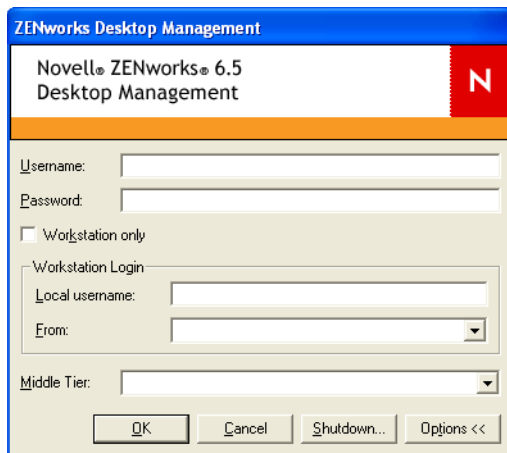 ZENworks Desktop Management
Novell® ZENworks® 6.5
Desktop Management
N
Username:
Password:
Workstation only
Workstation Login
Local username:
From:
Middle Tier:
OK Cancel Shutdown... Options <<